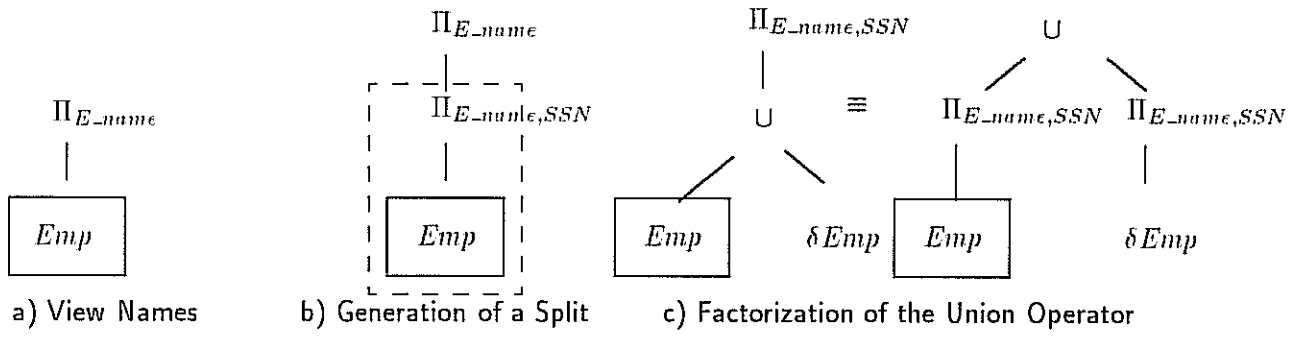 Π_{E_name}
Emp
a) View Names
Π_{E_name}
Π_{E_name,SSN}
Emp
b) Generation of a Split
Π_{E_name,SSN}
∪
Emp
δEmp
≡
∪
Π_{E_name,SSN}
Π_{E_name,SSN}
Emp
δEmp
c) Factorization of the Union Operator